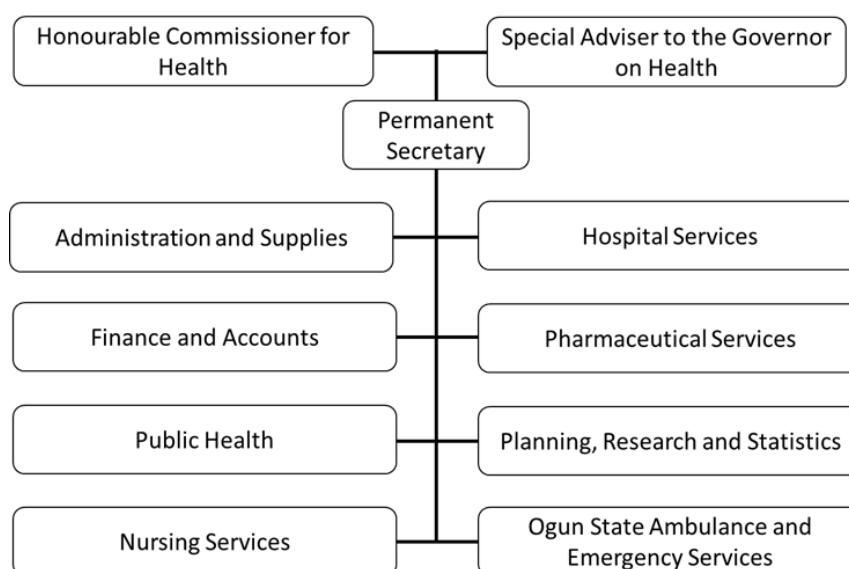 Honourable Commissioner for
Health
Special Adviser to the Governor
on Health
Permanent
Secretary
Administration and Supplies
Hospital Services
Finance and Accounts
Pharmaceutical Services
Public Health
Planning, Research and Statistics
Nursing Services
Ogun State Ambulance and
Emergency Services